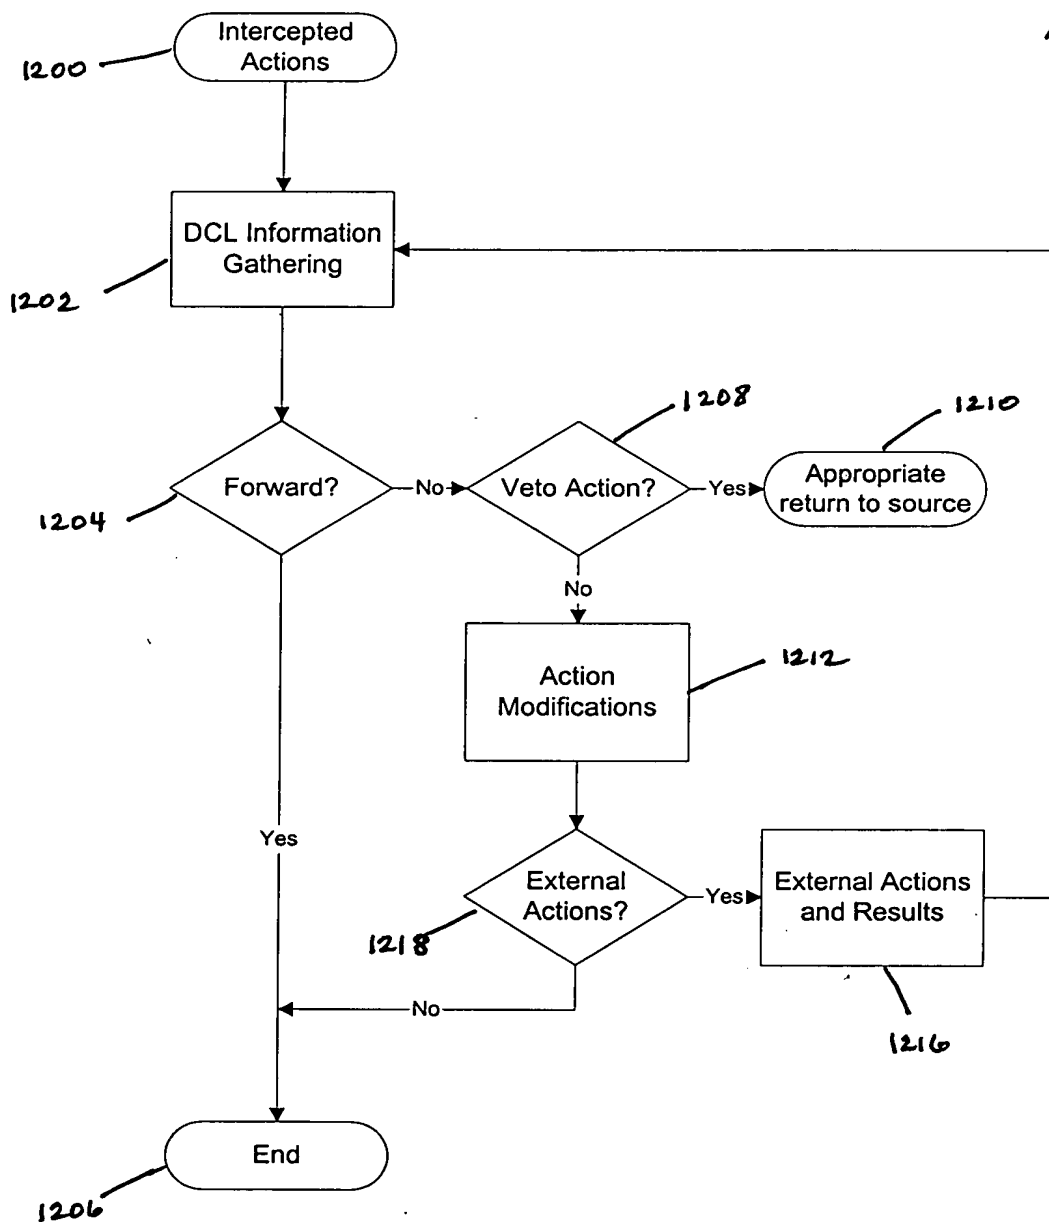 Intercepted
Actions
1200
DCL Information
Gathering
1202
1208
1210
Forward?
No
Veto Action?
Yes
Appropriate
return to source
1204
No
Action
Modifications
1212
Yes
External
Actions?
Yes
External Actions
and Results
1218
No
1216
End
1206